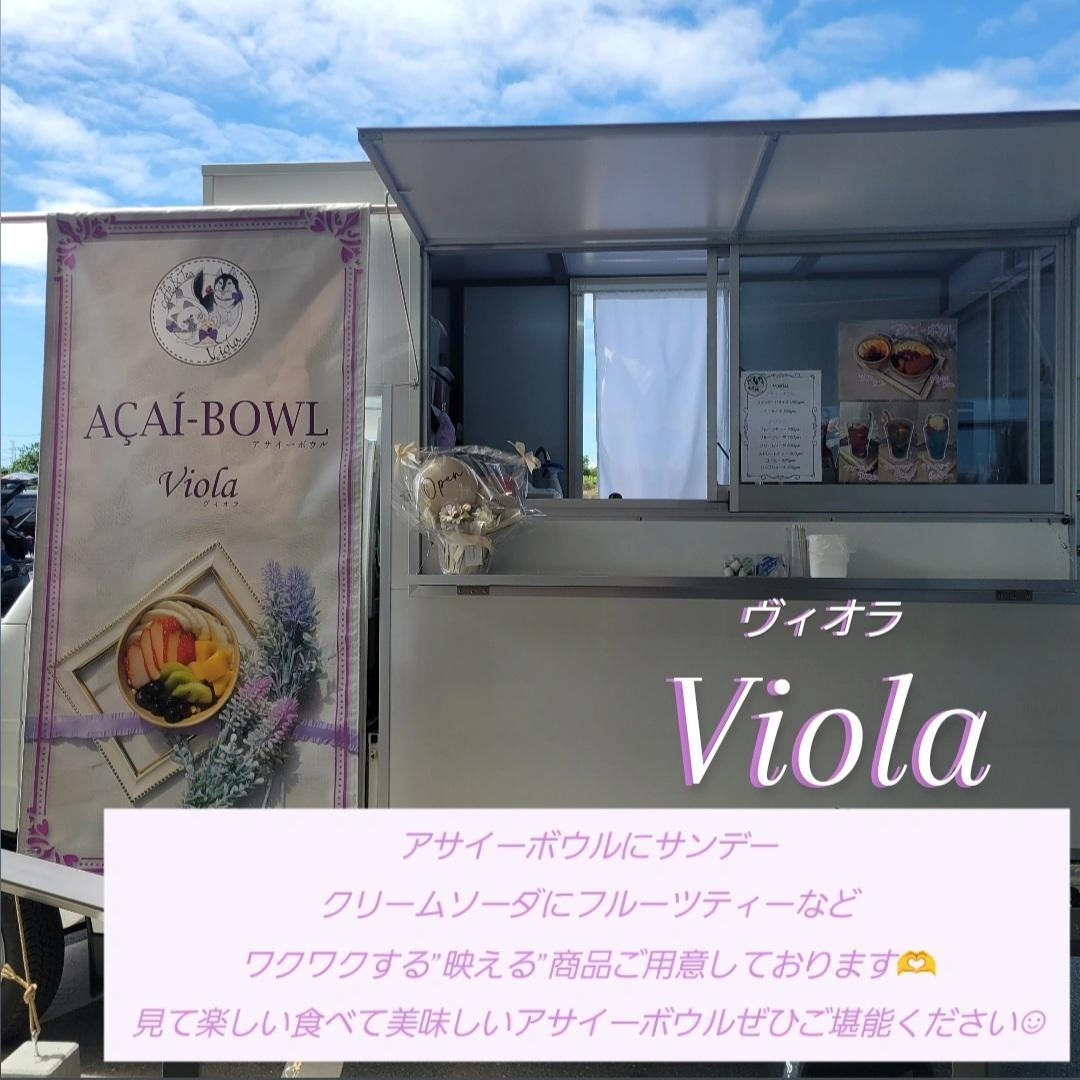 Viola
AÇAÍ-BOWL
アサイーボウル
Viola
ヴィオラ
Open
ヴィオラ
Viola
アサイーボウルにサンデー
クリームソーダにフルーツティーなど
ワクワクする”映える”商品ご用意しております🫶
見て楽しい食べて美味しいアサイーボウルぜひご堪能ください☺